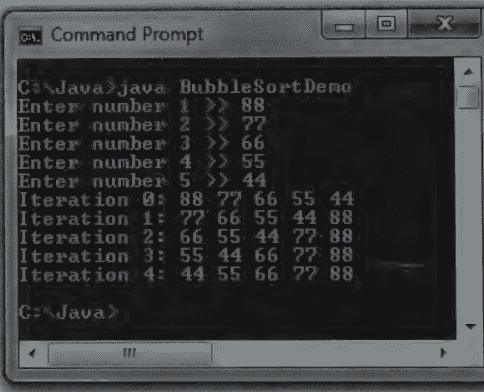 Command Prompt
C:\Java>java BubbleSortDemo
Enter number 1 >> 88
Enter number 2 >> 77
Enter number 3 >> 66
Enter number 4 >> 55
Enter number 5 >> 44
Iteration 0: 88 77 66 55 44
Iteration 1: 77 66 55 44 88
Iteration 2: 66 55 44 77 88
Iteration 3: 55 44 66 77 88
Iteration 4: 44 55 66 77 88
C:\Java>